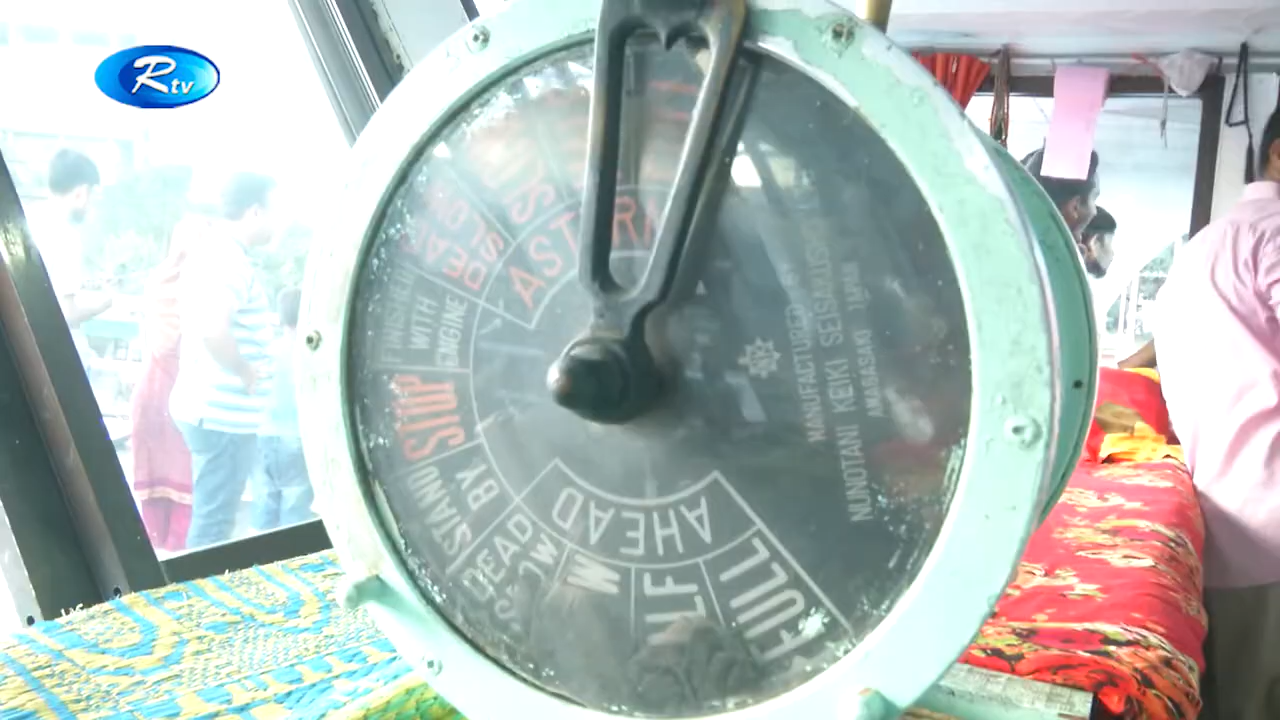 Rtv
DEAD
SLOW
ASTERN
FINISHED
WITH
ENGINE
STOP
STAND
BY
DEAD
SLOW
AHEAD
HALF
FULL
MANUFACTURED BY
NUNOTANI KEIKI SEISAKUSHO
AMAGASAKI JAPAN